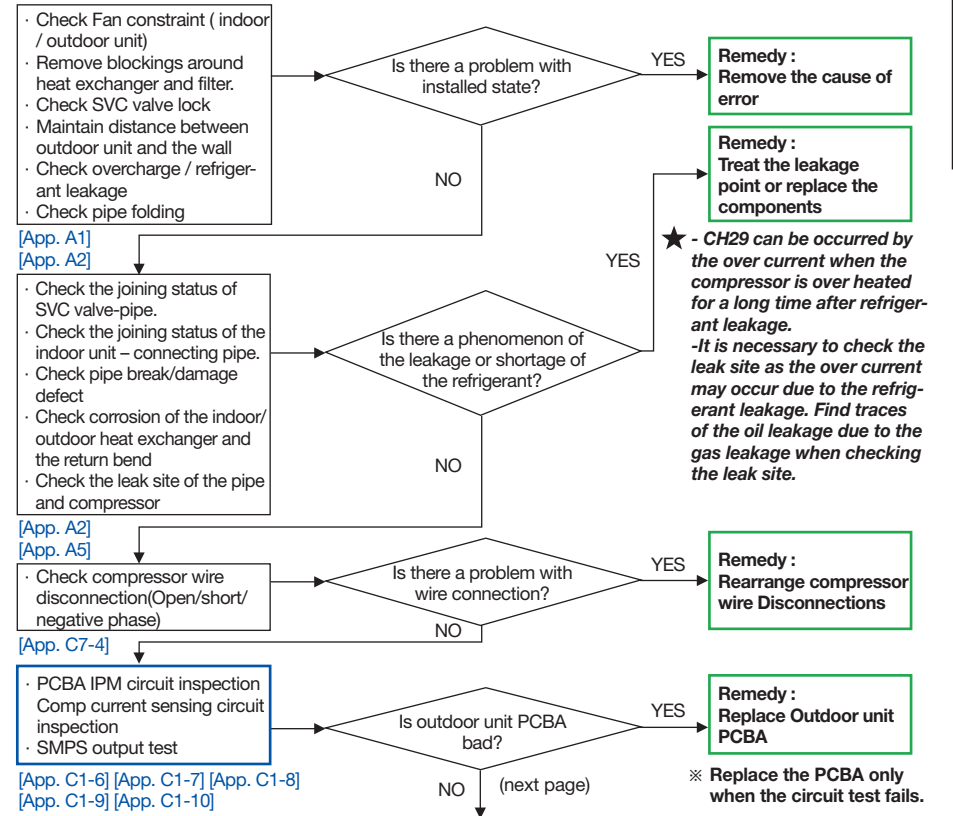 · Check Fan constraint ( indoor
/ outdoor unit)
· Remove blockings around
heat exchanger and filter.
· Check SVC valve lock
· Maintain distance between
outdoor unit and the wall
· Check overcharge / refriger-
ant leakage
· Check pipe folding
[App. A1]
[App. A2]
Is there a problem with
installed state?
YES
NO
Remedy :
Remove the cause of
error
· Check the joining status of
SVC valve-pipe.
· Check the joining status of the
indoor unit – connecting pipe.
· Check pipe break/damage
defect
· Check corrosion of the indoor/
outdoor heat exchanger and
the return bend
· Check the leak site of the pipe
and compressor
[App. A2]
[App. A5]
Is there a phenomenon of
the leakage or shortage of
the refrigerant?
YES
NO
Remedy :
Treat the leakage
point or replace the
components
★ - CH29 can be occurred by
the over current when the
compressor is over heated
for a long time after refriger-
ant leakage.
-It is necessary to check the
leak site as the over current
may occur due to the refrig-
erant leakage. Find traces
of the oil leakage due to the
gas leakage when checking
the leak site.
· Check compressor wire
disconnection(Open/short/
negative phase)
[App. C7-4]
Is there a problem with
wire connection?
YES
NO
Remedy :
Rearrange compressor
wire Disconnections
· PCBA IPM circuit inspection
Comp current sensing circuit
inspection
· SMPS output test
[App. C1-6] [App. C1-7] [App. C1-8]
[App. C1-9] [App. C1-10]
Is outdoor unit PCBA
bad?
YES
NO
(next page)
Remedy :
Replace Outdoor unit
PCBA
※ Replace the PCBA only
when the circuit test fails.